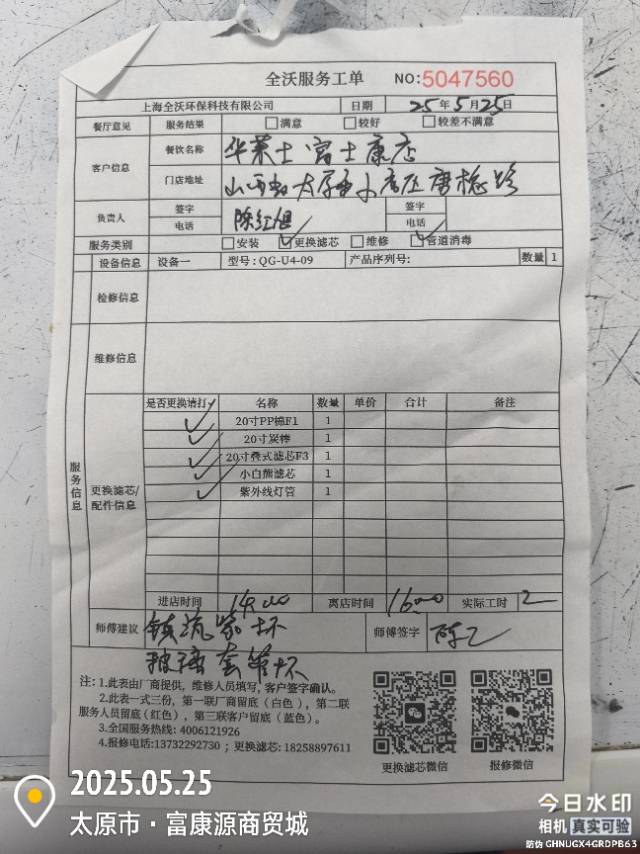 全沃服务工单 NO:5047560
上海全沃环保科技有限公司 日期 25年5月25日
餐厅意见 服务结果 □满意 □较好 □较差不满意
客户信息 餐饮名称 华莱士富士康店
门店地址 山西 太原
负责人 签字 陈红旭 签字
电话 电话
服务类别 □安装 ☑更换滤芯 □维修 ☑管道消毒
设备信息 设备一 型号:QG-U4-09 产品序列号: 数量 1
检修信息
维修信息
服务信息
更换滤芯/配件信息
是否更换请打✓ 名称 数量 单价 合计 备注
✓ 20寸PP棉F1 1
✓ 20寸炭棒 1
✓ 20寸叠式滤芯F3 1
✓ 小白熊滤芯 1
✓ 紫外线灯管 1
进店时间 14:00 离店时间 16:00 实际工时 2
师傅建议 镇流器坏 师傅签字
玻璃套管坏
注:1.此表由厂商提供,维修人员填写,客户签字确认。
2.此表一式三份,第一联厂商留底(白色),第二联
服务人员留底(红色),第三联客户留底(蓝色)。
3.全国服务热线: 4006121926
4.报修电话:13732292730 ; 更换滤芯: 18258897611
更换滤芯微信 报修微信
2025.05.25
太原市·富康源商贸城
今日水印
相机 真实可验
防伪 GHNUGX4GRDPB63